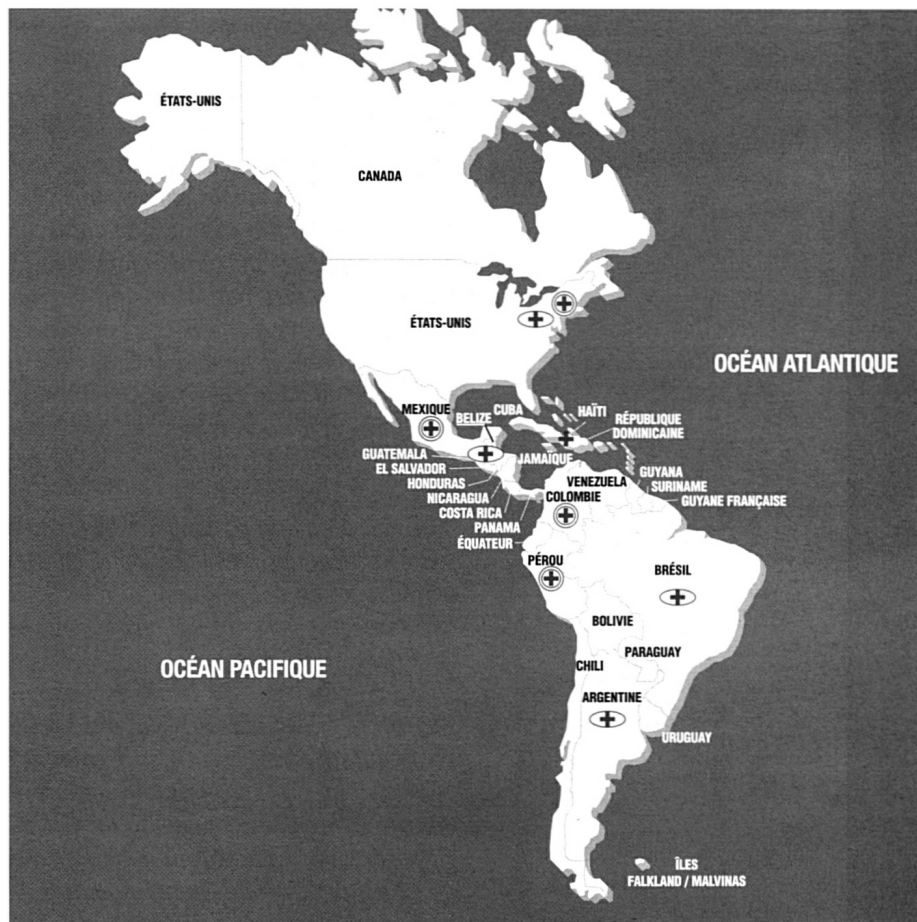 ÉTATS-UNIS
CANADA
ÉTATS-UNIS
OCÉAN ATLANTIQUE
MEXIQUE
BELIZE
CUBA
HAÏTI
RÉPUBLIQUE
DOMINICAINE
GUATEMALA
JAMAÏQUE
EL SALVADOR
HONDURAS
NICARAGUA
COSTA RICA
PANAMA
ÉQUATEUR
VENEZUELA
COLOMBIE
GUYANA
SURINAME
GUYANE FRANÇAISE
PÉROU
BRÉSIL
BOLIVIE
OCÉAN PACIFIQUE
PARAGUAY
CHILI
ARGENTINE
URUGUAY
ÎLES
FALKLAND / MALVINAS